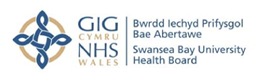 GIG
CYMRU
NHS
WALES
Bwrdd Iechyd Prifysgol
Bae Abertawe
Swansea Bay University
Health Board